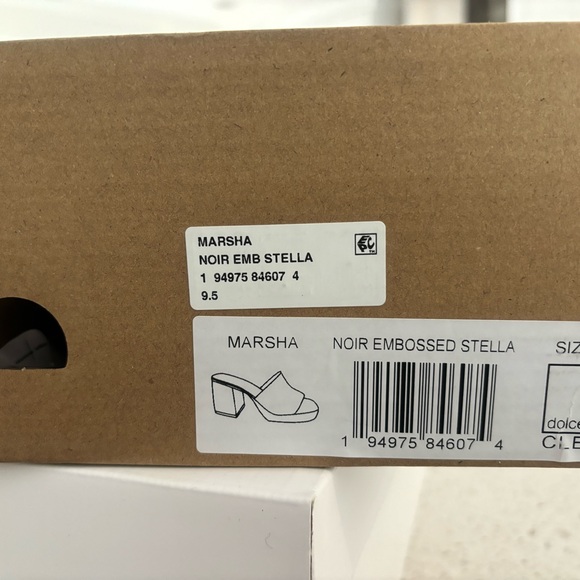 MARSHA
NOIR EMB STELLA
1 94975 84607 4
9.5
MARSHA
NOIR EMBOSSED STELLA
SIZ
1 94975 84607 4
dolce
CLE